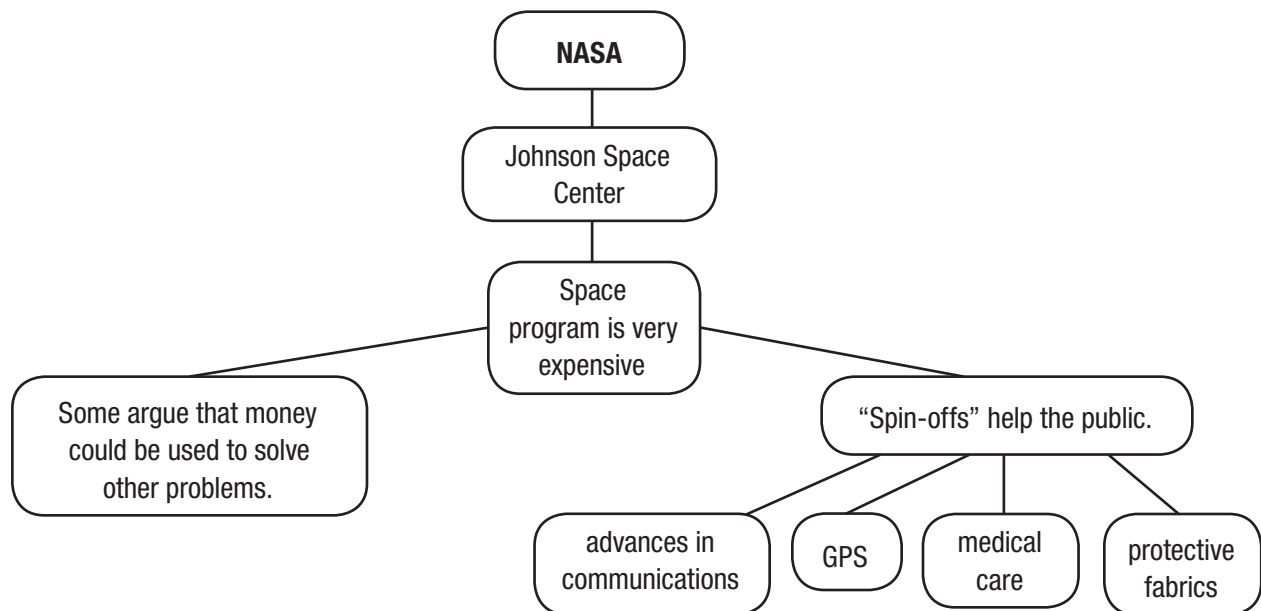 NASA
Johnson Space
Center
Space
program is very
expensive
Some argue that money
could be used to solve
other problems.
“Spin-offs” help the public.
advances in
communications
GPS
medical
care
protective
fabrics